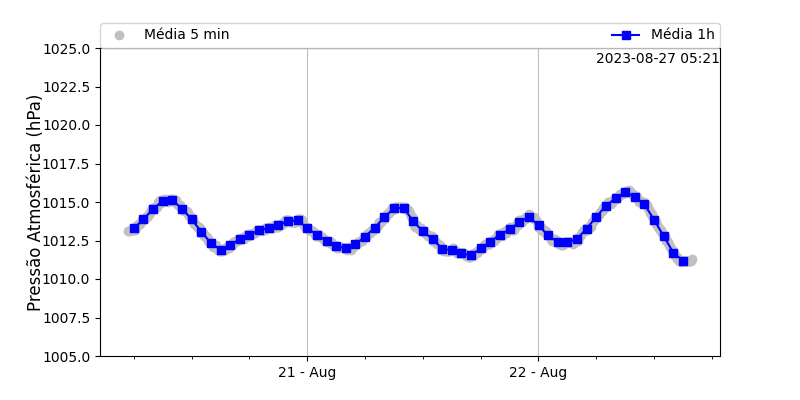 Média 5 min
Média 1h
2023-08-27 05:21
Pressão Atmosférica (hPa)
1025.0
1022.5
1020.0
1017.5
1015.0
1012.5
1010.0
1007.5
1005.0
21 - Aug
22 - Aug